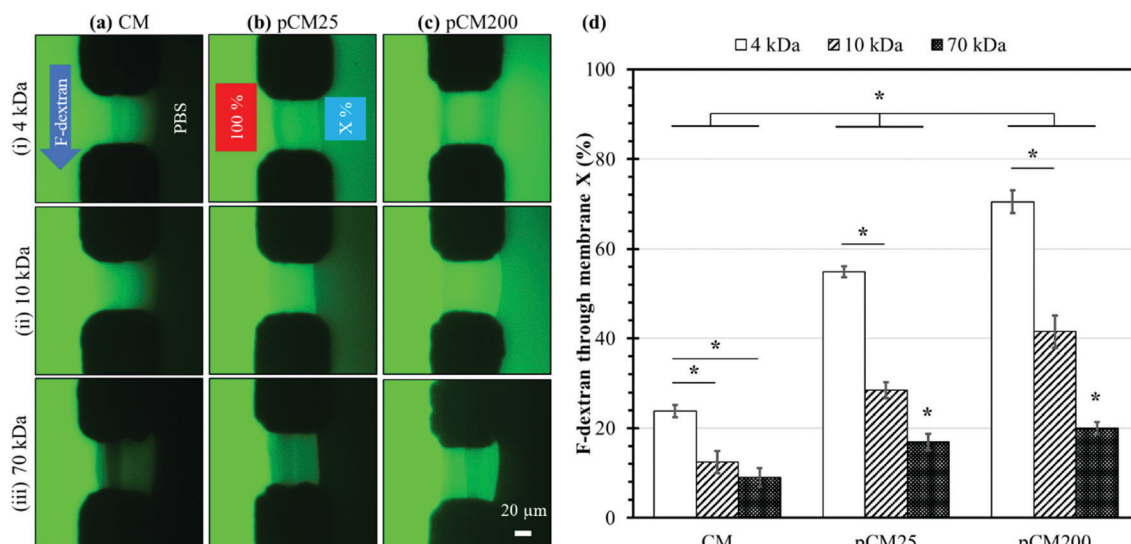 (a) CM
(b) pCM25
(c) pCM200
(i) 4 kDa
F-dextran
PBS
100 %
X %
(ii) 10 kDa
(iii) 70 kDa
20 µm
(d)
4 kDa 10 kDa 70 kDa
F-dextran through membrane X (%)
100
80
60
40
20
0
*
*
*
*
*
*
*
*
CM pCM25 pCM200